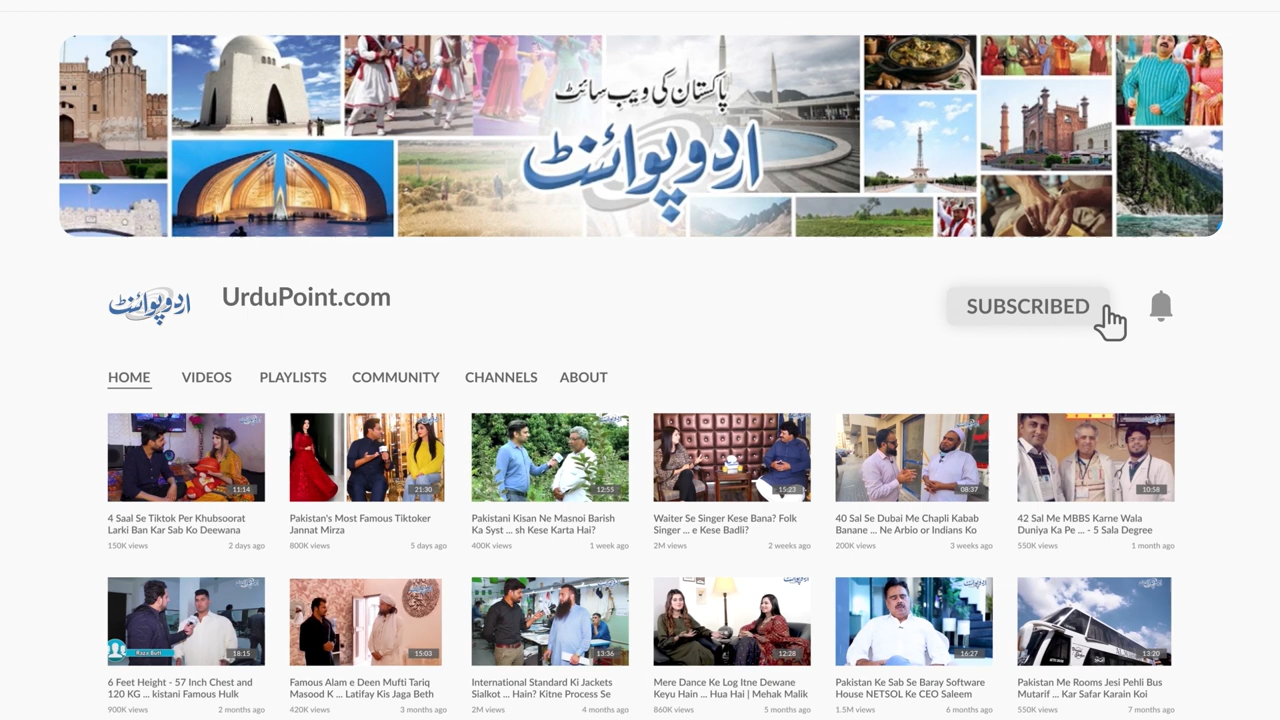 پاکستان کی ویب سائٹ
اردو پوائنٹ
اردو پوائنٹ
UrduPoint.com
SUBSCRIBED
HOME VIDEOS PLAYLISTS COMMUNITY CHANNELS ABOUT
11:14 21:30 12:55 15:23 08:37 10:58
4 Saal Se Tiktok Per Khubsoorat
Larki Ban Kar Sab Ko Deewana
150K views 2 days ago
Pakistan's Most Famous Tiktoker
Jannat Mirza
800K views 5 days ago
Pakistani Kisan Ne Masnoi Barish
Ka Syst ... sh Kese Karta Hai?
400K views 1 week ago
Waiter Se Singer Kese Bana? Folk
Singer ... e Kese Badli?
2M views 2 weeks ago
40 Sal Se Dubai Me Chapli Kabab
Banane ... Ne Arbio or Indians Ko
200K views 3 weeks ago
42 Sal Me MBBS Karne Wala
Duniya Ka Pe ... - 5 Sala Degree
550K views 1 month ago
Raza Butt
18:15 15:03 13:36 12:28 16:27 13:20
6 Feet Height - 57 Inch Chest and
120 KG ... kistani Famous Hulk
900K views 2 months ago
Famous Alam e Deen Mufti Tariq
Masood K ... Latifay Kis Jaga Beth
420K views 3 months ago
International Standard Ki Jackets
Sialkot ... Hain? Kitne Process Se
2M views 4 months ago
Mere Dance Ke Log Itne Dewane
Keyu Hain ... Hua Hai | Mehak Malik
860K views 5 months ago
Pakistan Ke Sab Se Baray Software
House NETSOL Ke CEO Saleem
1.5M views 6 months ago
Pakistan Me Rooms Jesi Pehli Bus
Mutarif ... Kar Safar Karain Koi
550K views 7 months ago